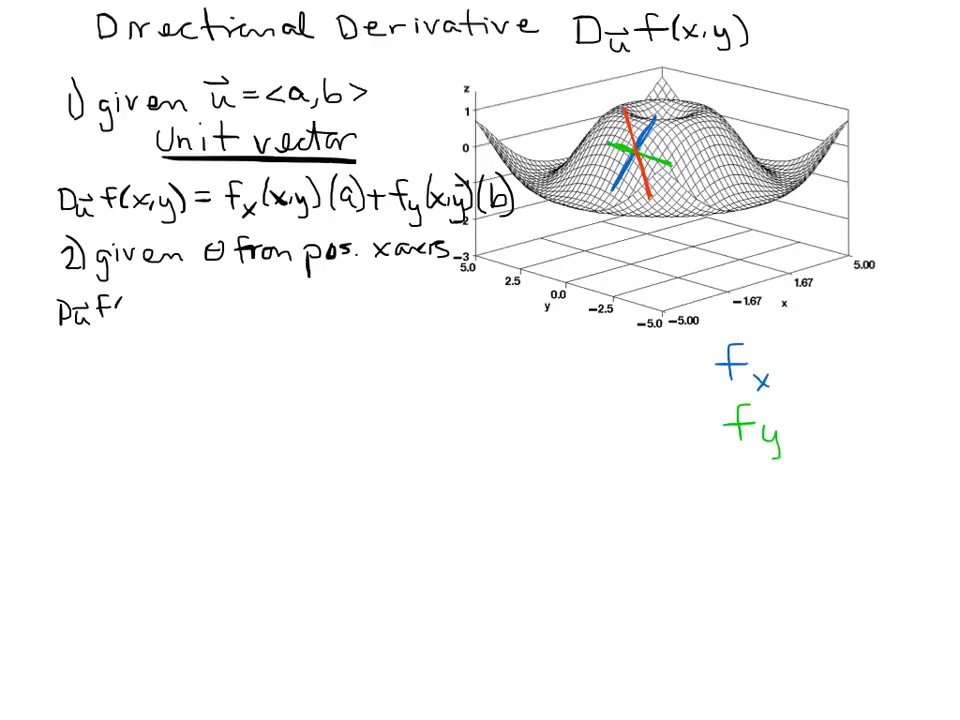 Directional Derivative D_u⃗ f(x,y)
1) given u⃗ = <a,b>
Unit vector
D_u⃗ f(x,y) = f_x(x,y)(a) + f_y(x,y)(b)
2) given θ from pos. x axis
D_u⃗ f(
z
1
0
2
-3
5.0
2.5
0.0
-2.5
-5.0
y
-5.00
-1.67
1.67
5.00
x
f_x
f_y